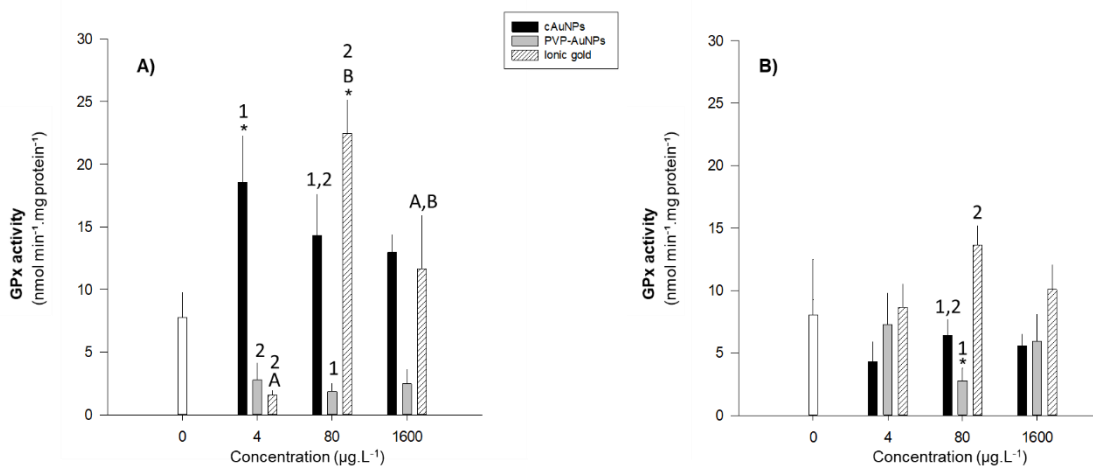 cAuNPs
PVP-AuNPs
Ionic gold
A)
GPx activity
(nmol min⁻¹.mg protein⁻¹)
30
25
20
15
10
5
0
1
*
2
2
A
1,2
1
2
B
*
A,B
0
4
80
1600
Concentration (µg.L⁻¹)
B)
GPx activity
(nmol min⁻¹.mg protein⁻¹)
30
25
20
15
10
5
0
1,2
1
*
2
0
4
80
1600
Concentration (µg.L⁻¹)